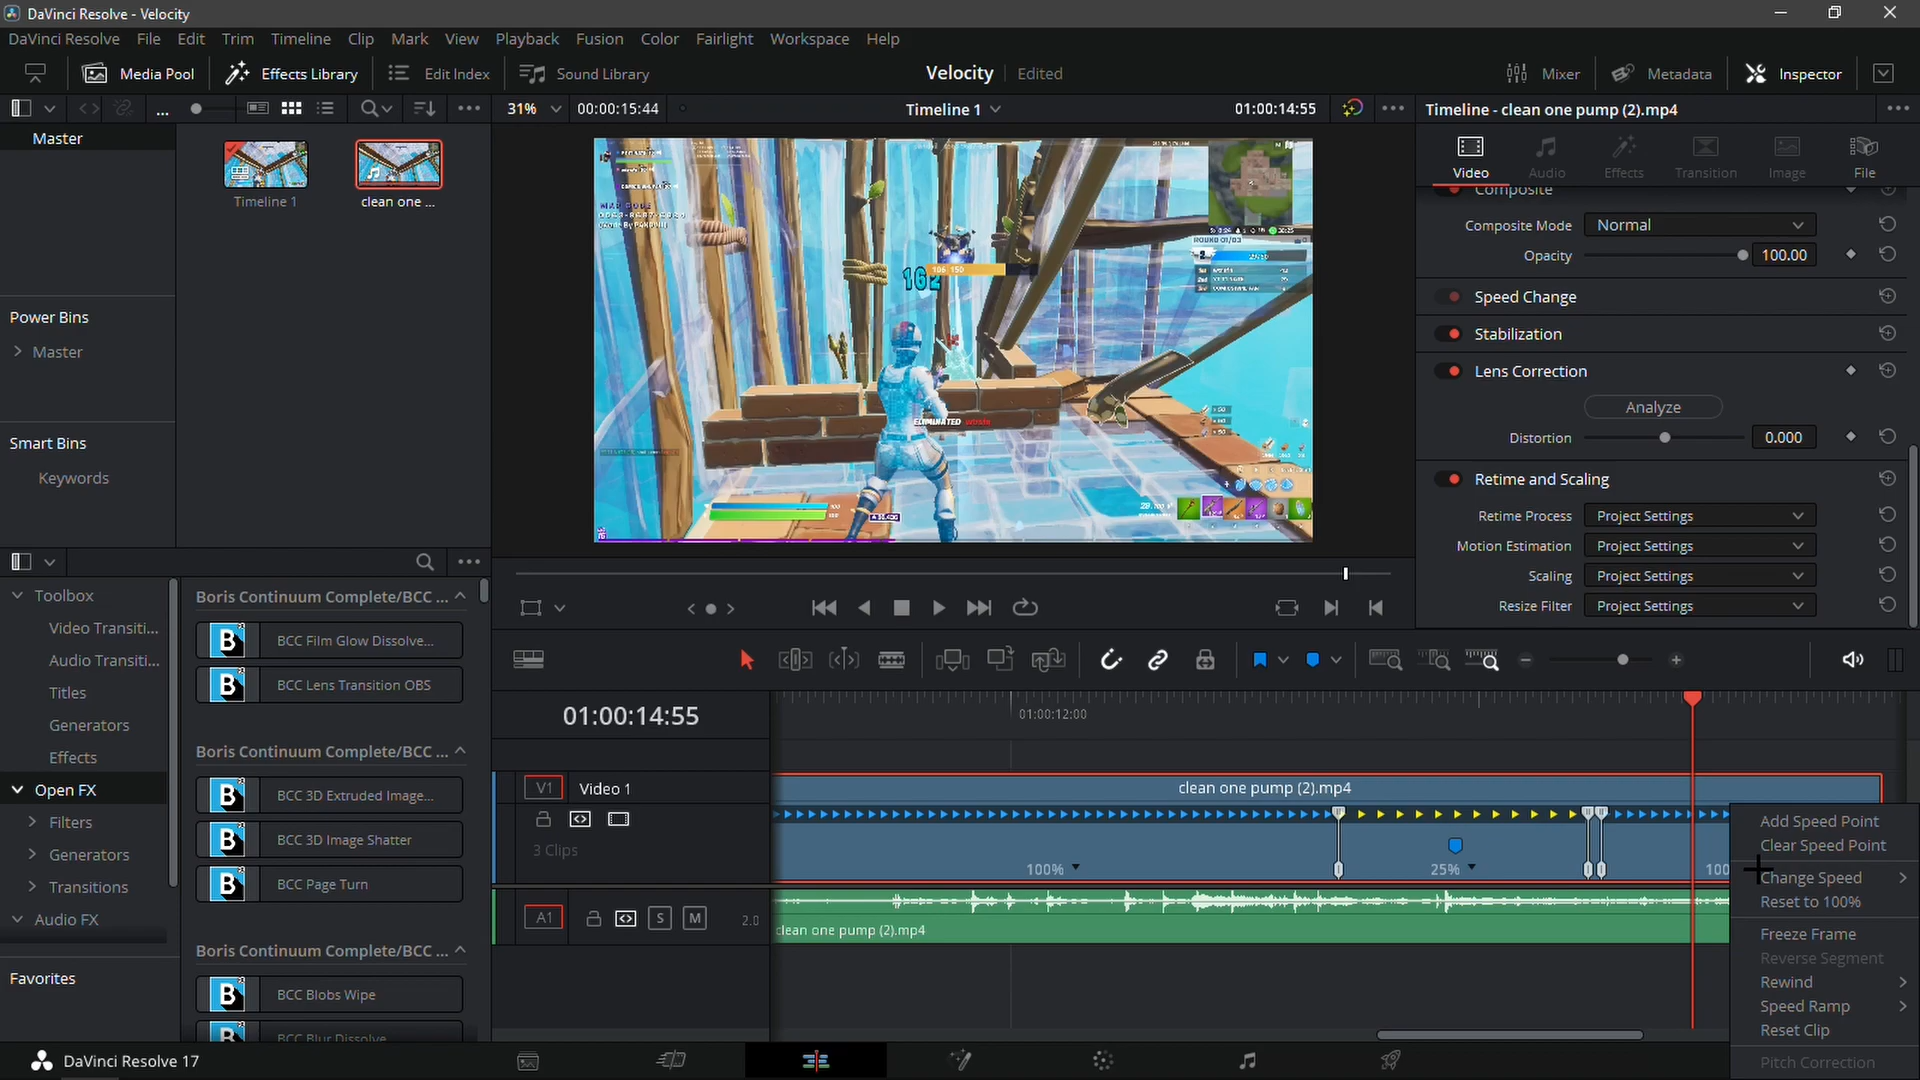 DaVinci Resolve - Velocity
DaVinci Resolve File Edit Trim Timeline Clip Mark View Playback Fusion Color Fairlight Workspace Help
Media Pool Effects Library Edit Index Sound Library Velocity Edited Mixer Metadata Inspector
... 31% 00:00:15:44 Timeline 1 01:00:14:55 Timeline - clean one pump (2).mp4
Master
Timeline 1
clean one ...
Power Bins
Master
Smart Bins
Keywords
162
106 150
ROUND 01/03
ELIMINATED
Video Audio Effects Transition Image File
Composite
Composite Mode Normal
Opacity 100.00
Speed Change
Stabilization
Lens Correction
Analyze
Distortion 0.000
Retime and Scaling
Retime Process Project Settings
Motion Estimation Project Settings
Scaling Project Settings
Resize Filter Project Settings
Toolbox
Video Transiti...
Audio Transiti...
Titles
Generators
Effects
Open FX
Filters
Generators
Transitions
Audio FX
Favorites
Boris Continuum Complete/BCC ...
B BCC Film Glow Dissolve...
B BCC Lens Transition OBS
Boris Continuum Complete/BCC ...
B BCC 3D Extruded Image...
B BCC 3D Image Shatter
B BCC Page Turn
Boris Continuum Complete/BCC ...
B BCC Blobs Wipe
B BCC Blur Dissolve
01:00:14:55
01:00:12:00
V1 Video 1
3 Clips
clean one pump (2).mp4
100%
25%
100
A1 S M 2.0
clean one pump (2).mp4
Add Speed Point
Clear Speed Point
Change Speed
Reset to 100%
Freeze Frame
Reverse Segment
Rewind
Speed Ramp
Reset Clip
Pitch Correction
DaVinci Resolve 17